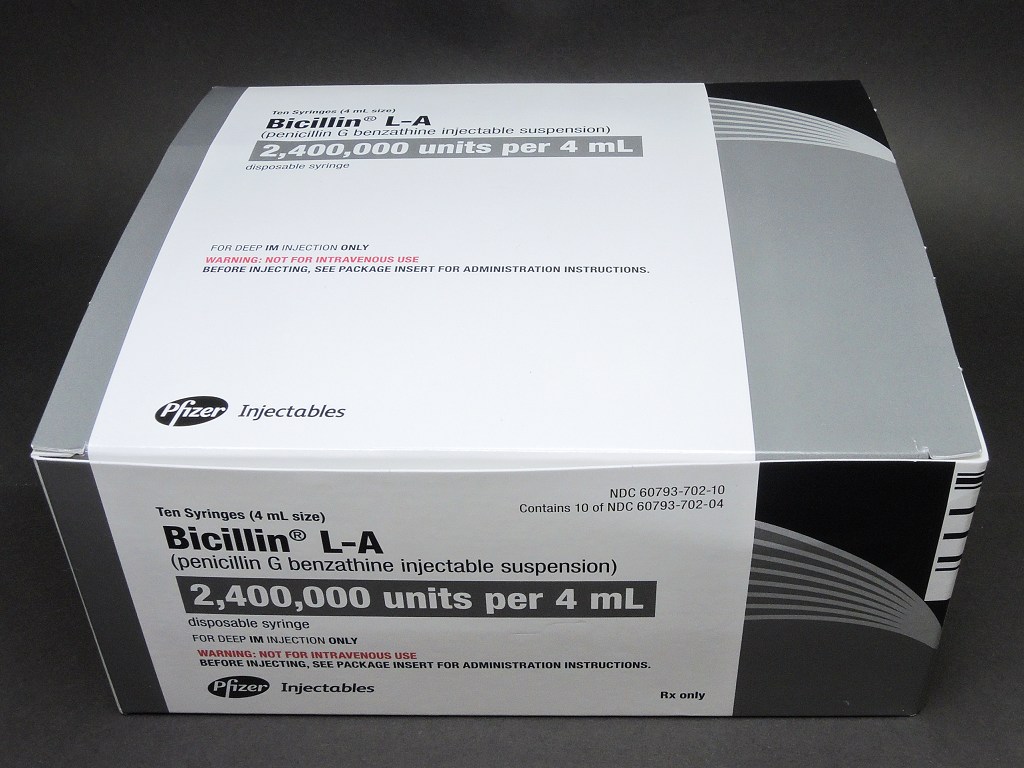 Ten Syringes (4 mL size)
Bicillin® L-A
(penicillin G benzathine injectable suspension)
2,400,000 units per 4 mL
disposable syringe
FOR DEEP IM INJECTION ONLY
WARNING: NOT FOR INTRAVENOUS USE
BEFORE INJECTING, SEE PACKAGE INSERT FOR ADMINISTRATION INSTRUCTIONS.
Pfizer Injectables
NDC 60793-702-10
Contains 10 of NDC 60793-702-04
Ten Syringes (4 mL size)
Bicillin® L-A
(penicillin G benzathine injectable suspension)
2,400,000 units per 4 mL
disposable syringe
FOR DEEP IM INJECTION ONLY
WARNING: NOT FOR INTRAVENOUS USE
BEFORE INJECTING, SEE PACKAGE INSERT FOR ADMINISTRATION INSTRUCTIONS.
Pfizer Injectables
Rx only